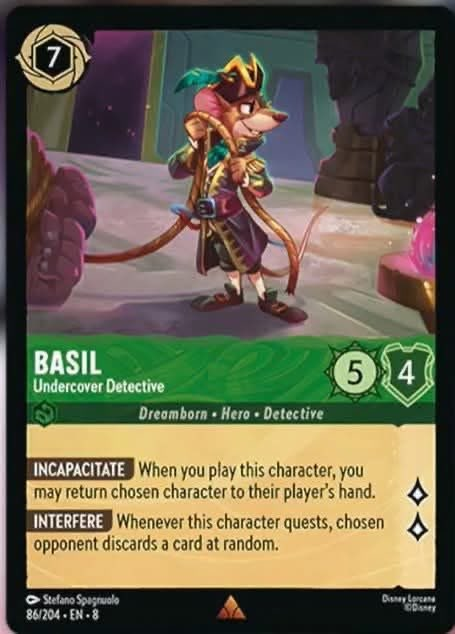 7
BASIL
Undercover Detective
5
4
Dreamborn • Hero • Detective
INCAPACITATE When you play this character, you
may return chosen character to their player's hand.
INTERFERE Whenever this character quests, chosen
opponent discards a card at random.
Stefano Spagnuolo
Disney Lorcana
86/204 • EN • 8
©Disney